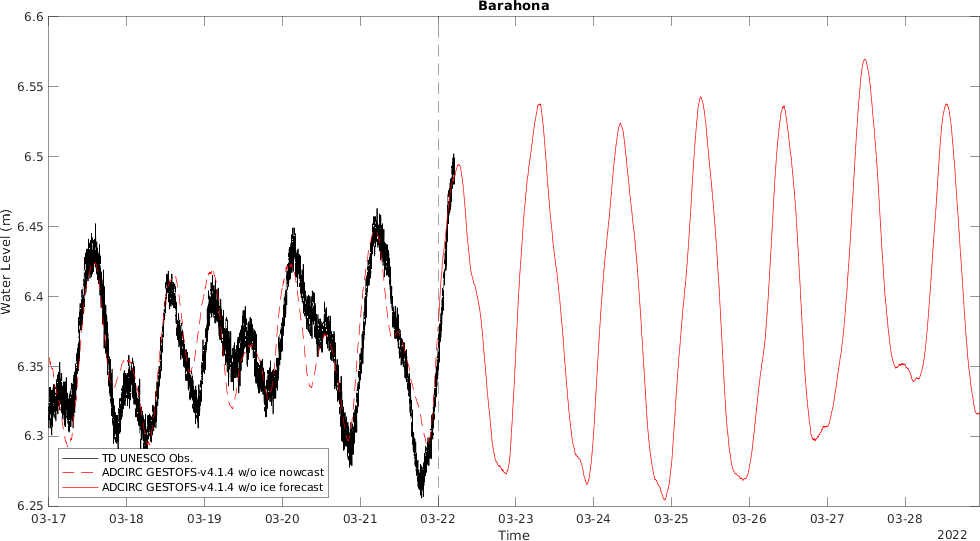 Barahona
6.6
6.55
6.5
6.45
6.4
6.35
6.3
6.25
Water Level (m)
TD UNESCO Obs.
ADCIRC GESTOFS-v4.1.4 w/o ice nowcast
ADCIRC GESTOFS-v4.1.4 w/o ice forecast
03-17 03-18 03-19 03-20 03-21 03-22 03-23 03-24 03-25 03-26 03-27 03-28
Time
2022